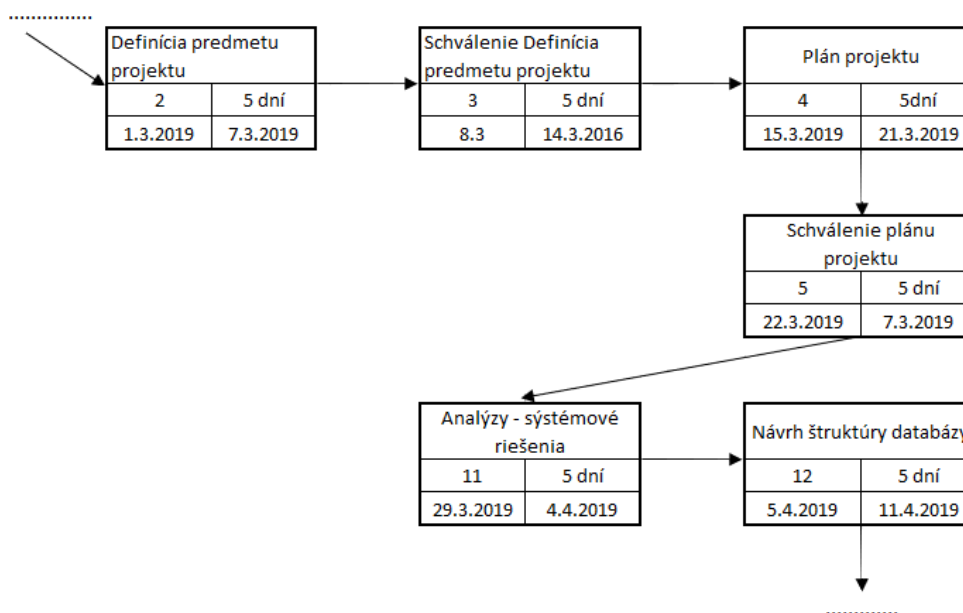 ...............
Definícia predmetu
projektu
2 5 dní
1.3.2019 7.3.2019
Schválenie Definícia
predmetu projektu
3 5 dní
8.3 14.3.2016
Plán projektu
4 5dní
15.3.2019 21.3.2019
Schválenie plánu
projektu
5 5 dní
22.3.2019 7.3.2019
Analýzy - sýstémové
riešenia
11 5 dní
29.3.2019 4.4.2019
Návrh štruktúry databázy
12 5 dní
5.4.2019 11.4.2019
.............